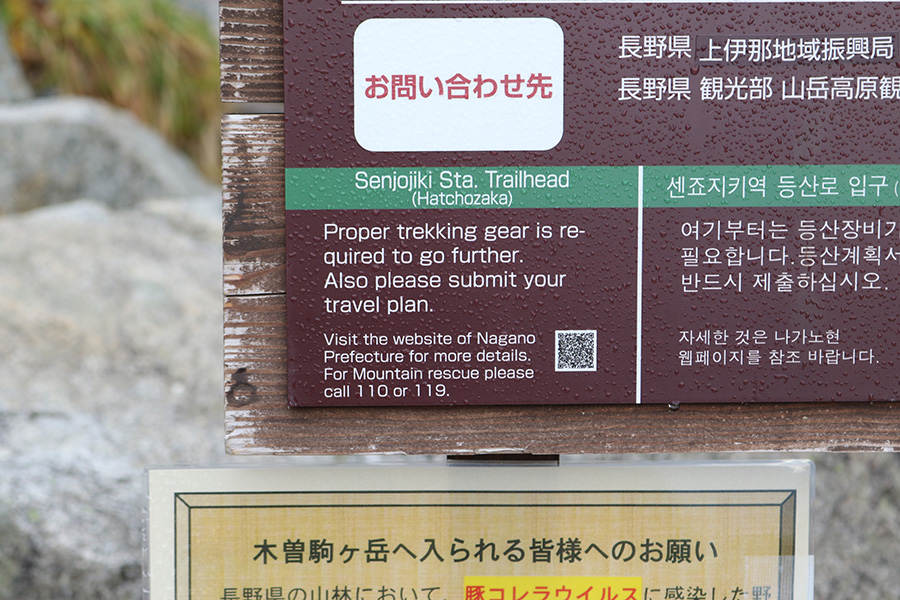 お問い合わせ先
長野県 上伊那地域振興局
長野県 観光部 山岳高原観
Senjojiki Sta. Trailhead
(Hatchozaka)
Proper trekking gear is re-
quired to go further.
Also please submit your
travel plan.
Visit the website of Nagano
Prefecture for more details.
For Mountain rescue please
call 110 or 119.
센죠지키역 등산로 입구 (
여기부터는 등산장비가
필요합니다. 등산계획서
반드시 제출하십시오.
자세한 것은 나가노현
웹페이지를 참조 바랍니다.
木曽駒ヶ岳へ入られる皆様へのお願い
長野県の山林において、豚コレラウイルスに感染した野